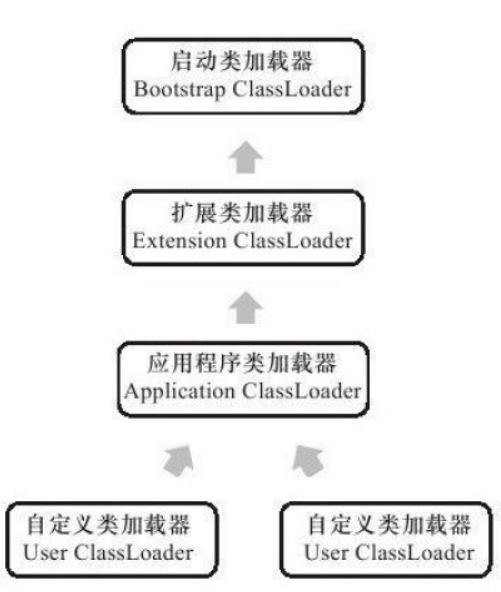 启动类加载器
Bootstrap ClassLoader
扩展类加载器
Extension ClassLoader
应用程序类加载器
Application ClassLoader
自定义类加载器
User ClassLoader
自定义类加载器
User ClassLoader